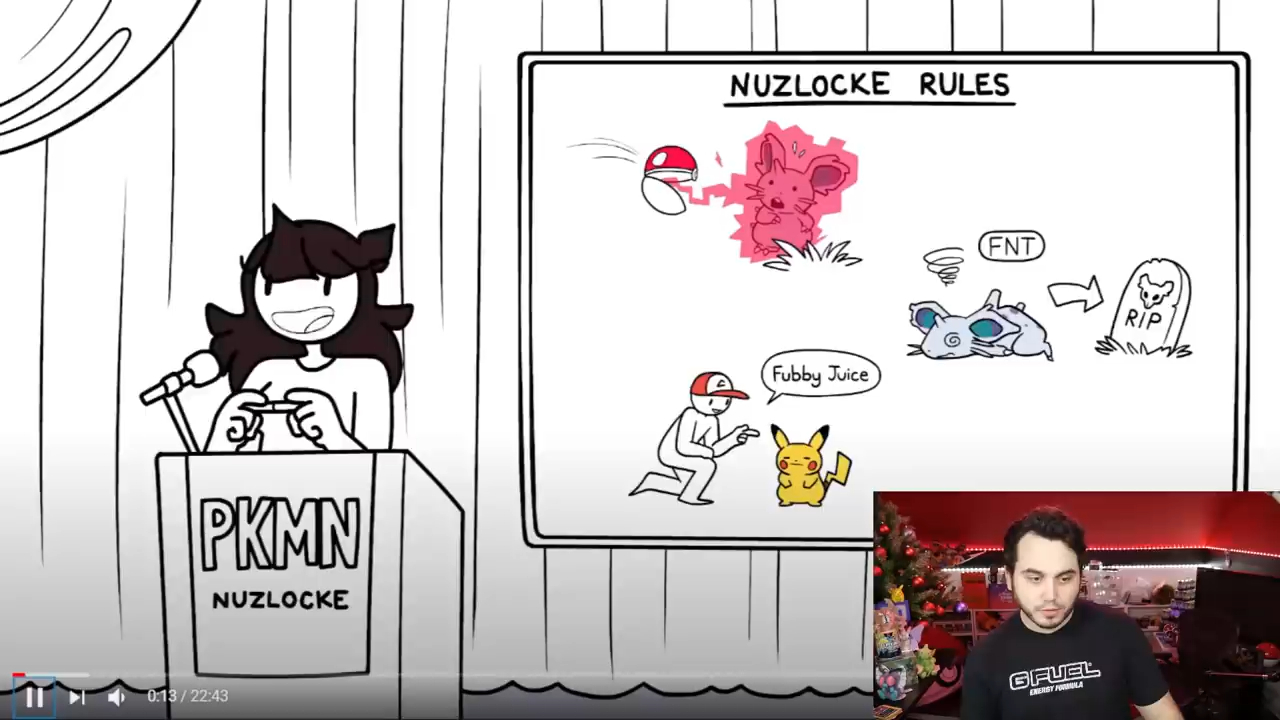 NUZLOCKE RULES
FNT
RIP
Fubby Juice
PKMN
NUZLOCKE
G FUEL
ENERGY FORMULA
0:13 / 22:43